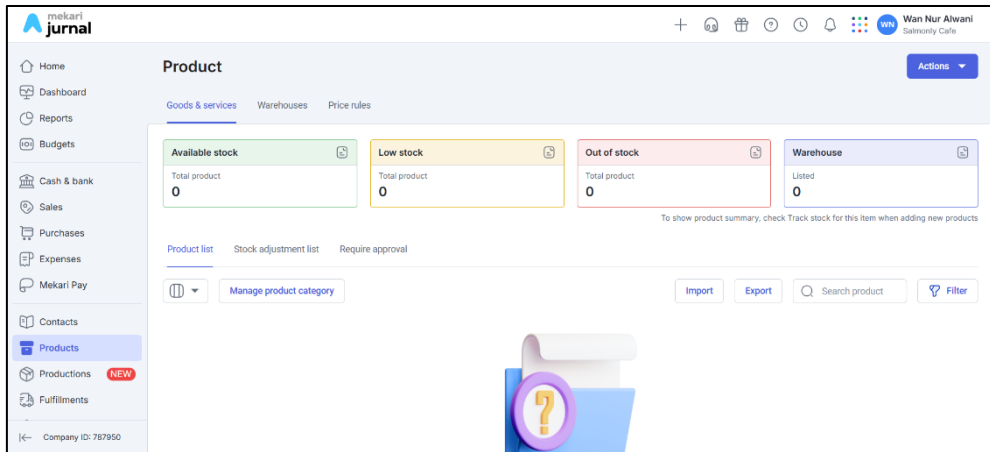 mekari
jurnal
WN
Wan Nur Alwani
Salmonly Cafe
Home
Dashboard
Reports
Budgets
Cash & bank
Sales
Purchases
Expenses
Mekari Pay
Contacts
Products
Productions NEW
Fulfillments
Company ID: 787950
Product
Actions
Goods & services Warehouses Price rules
Available stock
Total product
0
Low stock
Total product
0
Out of stock
Total product
0
Warehouse
Listed
0
To show product summary, check Track stock for this item when adding new products
Product list Stock adjustment list Require approval
Manage product category Import Export Search product Filter
?